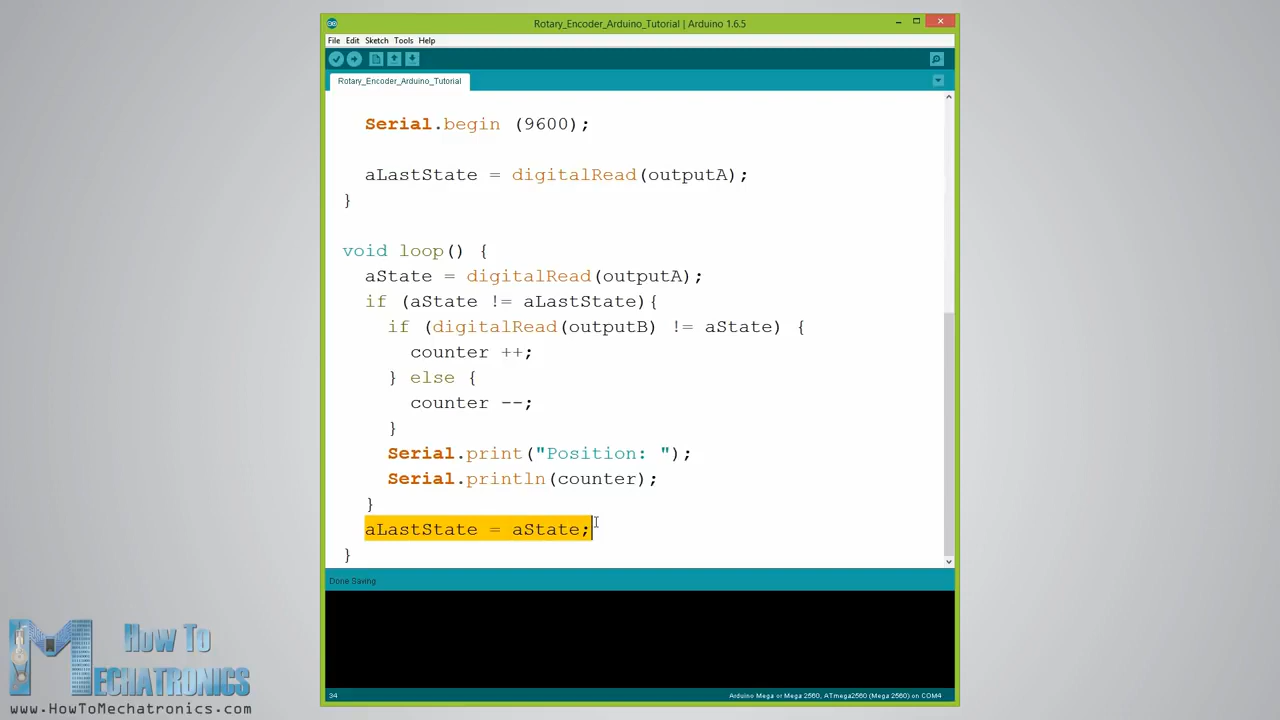 Rotary_Encoder_Arduino_Tutorial | Arduino 1.6.5
File Edit Sketch Tools Help
Rotary_Encoder_Arduino_Tutorial
Serial.begin (9600);
aLastState = digitalRead(outputA);
}
void loop() {
aState = digitalRead(outputA);
if (aState != aLastState){
if (digitalRead(outputB) != aState) {
counter ++;
} else {
counter --;
}
Serial.print("Position: ");
Serial.println(counter);
}
aLastState = aState;
}
Done Saving.
34
Arduino Mega or Mega 2560, ATmega2560 (Mega 2560) on COM4
How To
Mechatronics
www.HowToMechatronics.com